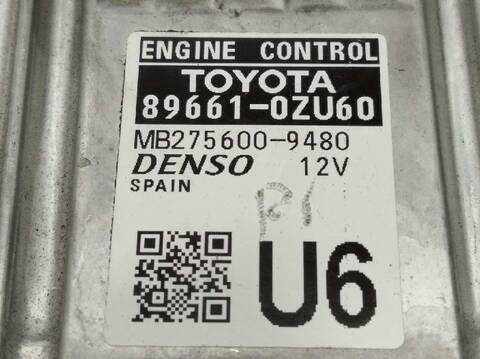 ENGINE CONTROL
TOYOTA
89661-0ZU60
MB275600-9480
DENSO 12V
SPAIN
U6